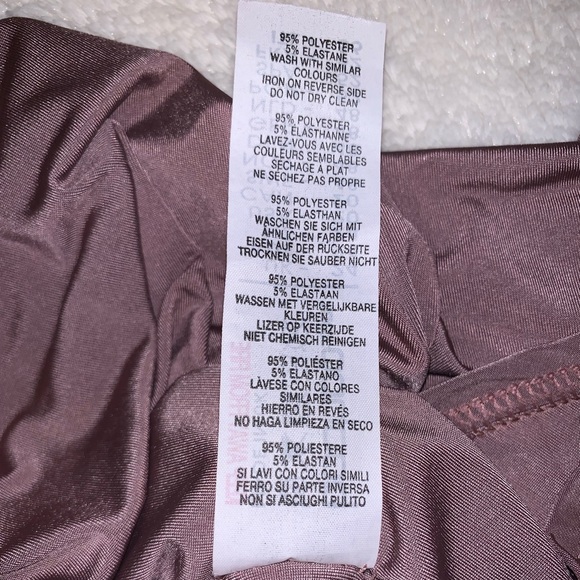 95% POLYESTER
5% ELASTANE
WASH WITH SIMILAR
COLOURS
IRON ON REVERSE SIDE
DO NOT DRY CLEAN
95% POLYESTER
5% ÉLASTHANNE
LAVEZ-VOUS AVEC LES
COULEURS SEMBLABLES
SECHAGE A PLAT
NE SÉCHEZ PAS PROPRE
95% POLYESTER
5% ELASTHAN
WASCHEN SIE SICH MIT
ÄHNLICHEN FARBEN
EISEN AUF DER RÜCKSEITE
TROCKNEN SIE SAUBER NICHT
95% POLYESTER
5% ELASTAAN
WASSEN MET VERGELIJKBARE
KLEUREN
LIZER OP KEERZIJDE
NIET CHEMISCH REINIGEN
95% POLIÉSTER
5% ELASTANO
LÁVESE CON COLORES
SIMILARES
HIERRO EN REVÉS
NO HAGA LIMPIEZA EN SECO
95% POLIESTERE
5% ELASTAN
SI LAVI CON COLORI SIMILI
FERRO SU PARTE INVERSA
NON SI ASCIUGHI PULITO